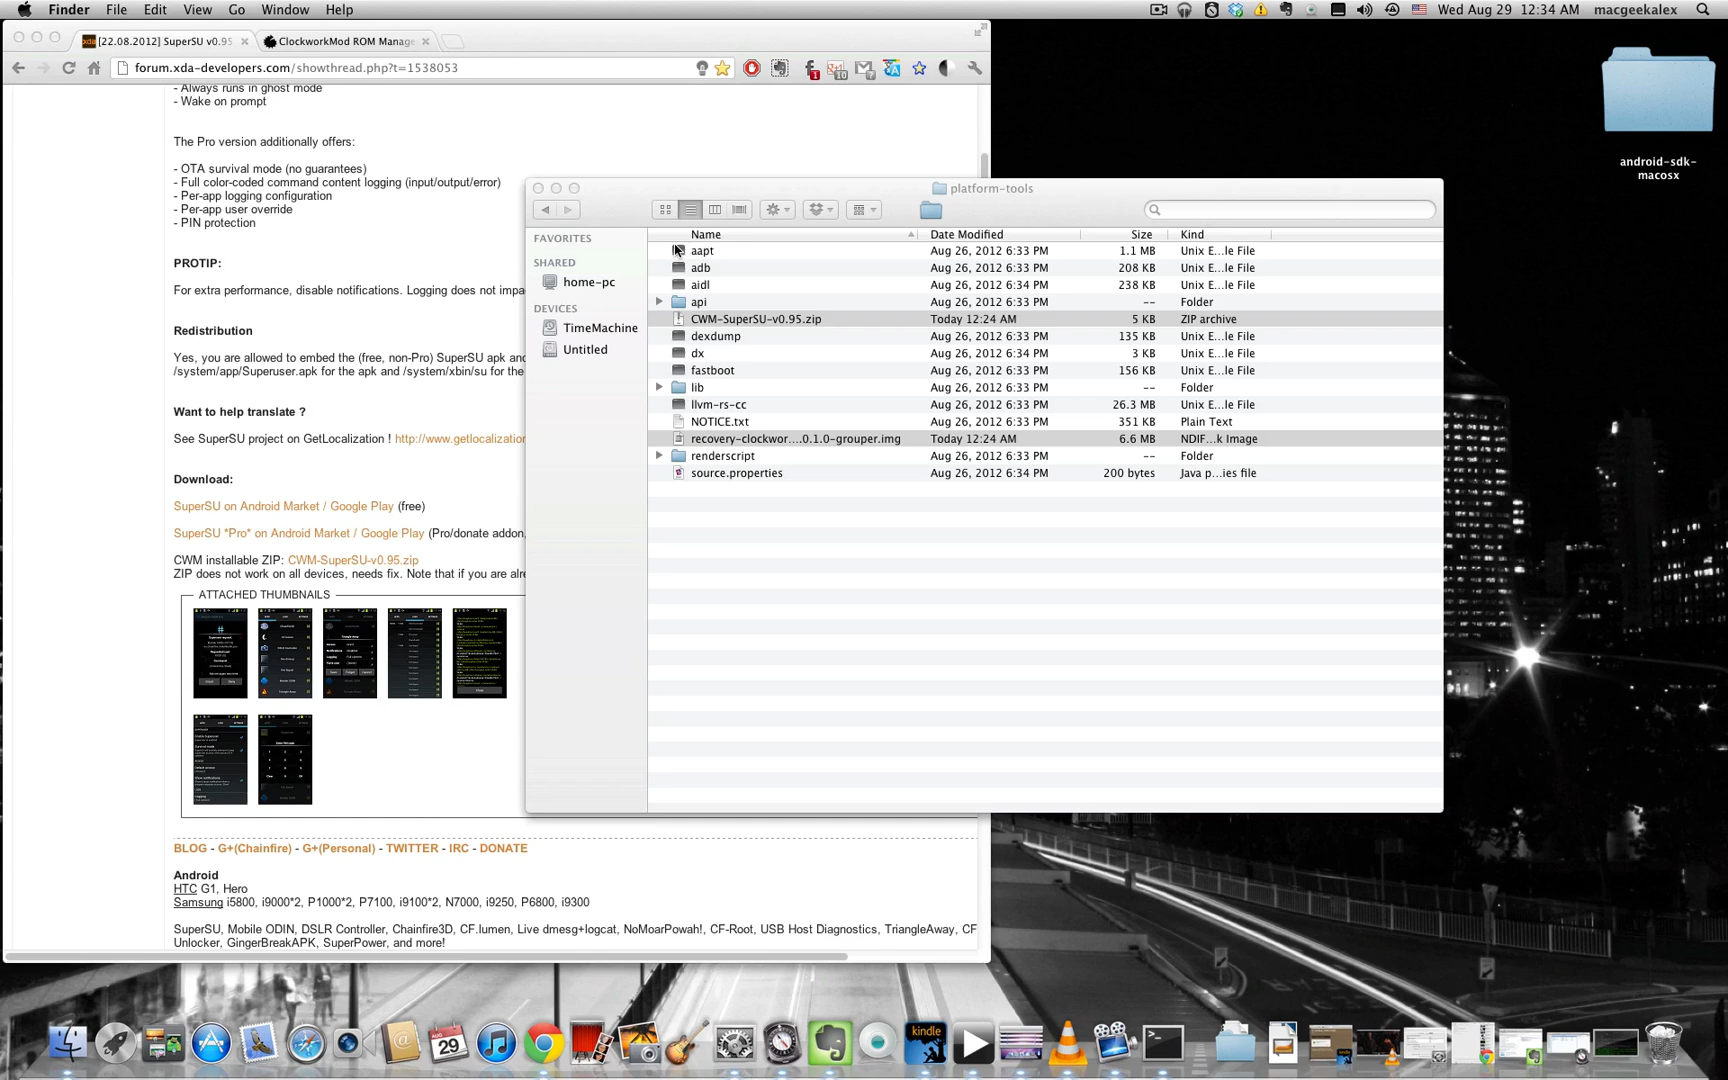 Finder File Edit View Go Window Help
Wed Aug 29 12:34 AM macgeekalex
[22.08.2012] SuperSU v0.95
ClockworkMod ROM Manage
forum.xda-developers.com/showthread.php?t=1538053
- Always runs in ghost mode
- Wake on prompt
The Pro version additionally offers:
- OTA survival mode (no guarantees)
- Full color-coded command content logging (input/output/error)
- Per-app logging configuration
- Per-app user override
- PIN protection
PROTIP:
For extra performance, disable notifications. Logging does not impa
Redistribution
Yes, you are allowed to embed the (free, non-Pro) SuperSU apk and
/system/app/Superuser.apk for the apk and /system/xbin/su for the
Want to help translate ?
See SuperSU project on GetLocalization ! http://www.getlocalization
Download:
SuperSU on Android Market / Google Play (free)
SuperSU *Pro* on Android Market / Google Play (Pro/donate addon,
CWM installable ZIP: CWM-SuperSU-v0.95.zip
ZIP does not work on all devices, needs fix. Note that if you are alre
ATTACHED THUMBNAILS
BLOG - G+(Chainfire) - G+(Personal) - TWITTER - IRC - DONATE
Android
HTC G1, Hero
Samsung i5800, i9000*2, P1000*2, P7100, i9100*2, N7000, i9250, P6800, i9300
SuperSU, Mobile ODIN, DSLR Controller, Chainfire3D, CF.lumen, Live dmesg+logcat, NoMoarPowah!, CF-Root, USB Host Diagnostics, TriangleAway, CF
Unlocker, GingerBreakAPK, SuperPower, and more!
platform-tools
FAVORITES
SHARED
home-pc
DEVICES
TimeMachine
Untitled
Name Date Modified Size Kind
aapt Aug 26, 2012 6:33 PM 1.1 MB Unix E...le File
adb Aug 26, 2012 6:33 PM 208 KB Unix E...le File
aidl Aug 26, 2012 6:34 PM 238 KB Unix E...le File
api Aug 26, 2012 6:33 PM -- Folder
CWM-SuperSU-v0.95.zip Today 12:24 AM 5 KB ZIP archive
dexdump Aug 26, 2012 6:33 PM 135 KB Unix E...le File
dx Aug 26, 2012 6:34 PM 3 KB Unix E...le File
fastboot Aug 26, 2012 6:33 PM 156 KB Unix E...le File
lib Aug 26, 2012 6:33 PM -- Folder
llvm-rs-cc Aug 26, 2012 6:33 PM 26.3 MB Unix E...le File
NOTICE.txt Aug 26, 2012 6:33 PM 351 KB Plain Text
recovery-clockwor....0.1.0-grouper.img Today 12:24 AM 6.6 MB NDIF...k Image
renderscript Aug 26, 2012 6:33 PM -- Folder
source.properties Aug 26, 2012 6:34 PM 200 bytes Java p...ies file
android-sdk-
macosx
AUG
29
kindle